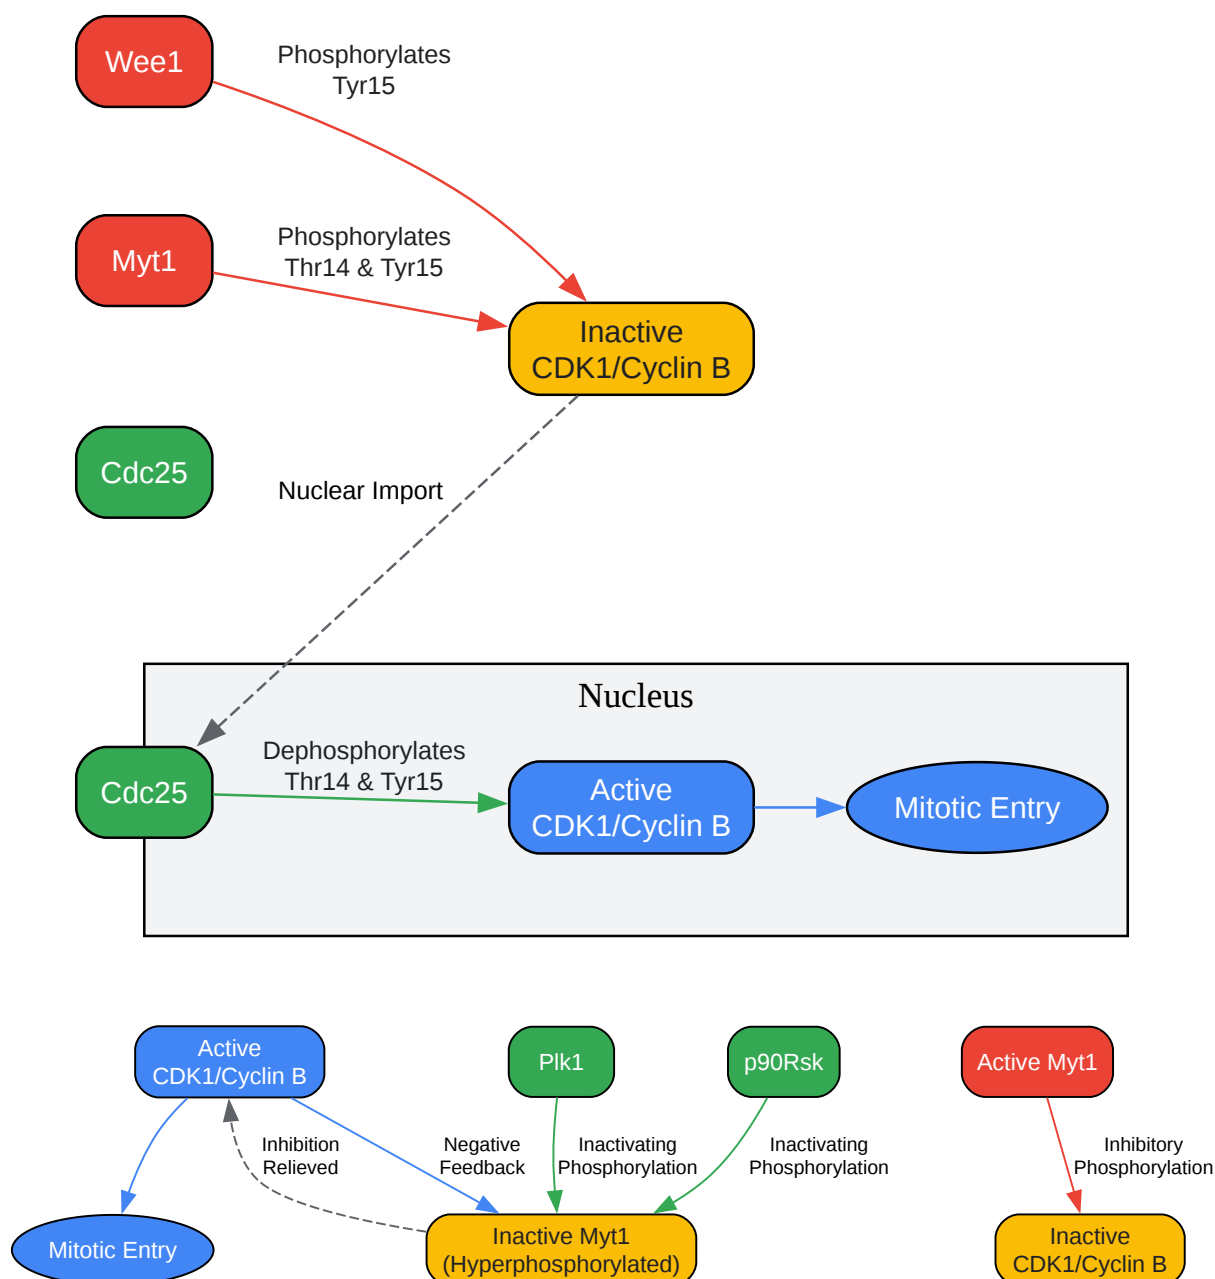 Wee1
Phosphorylates
Tyr15
Myt1
Phosphorylates
Thr14 & Tyr15
Inactive
CDK1/Cyclin B
Cdc25
Nuclear Import
Nucleus
Cdc25
Dephosphorylates
Thr14 & Tyr15
Active
CDK1/Cyclin B
Mitotic Entry
Active
CDK1/Cyclin B
Plk1
p90Rsk
Active Myt1
Inhibition
Relieved
Negative
Feedback
Inactivating
Phosphorylation
Inactivating
Phosphorylation
Inhibitory
Phosphorylation
Mitotic Entry
Inactive Myt1
(Hyperphosphorylated)
Inactive
CDK1/Cyclin B